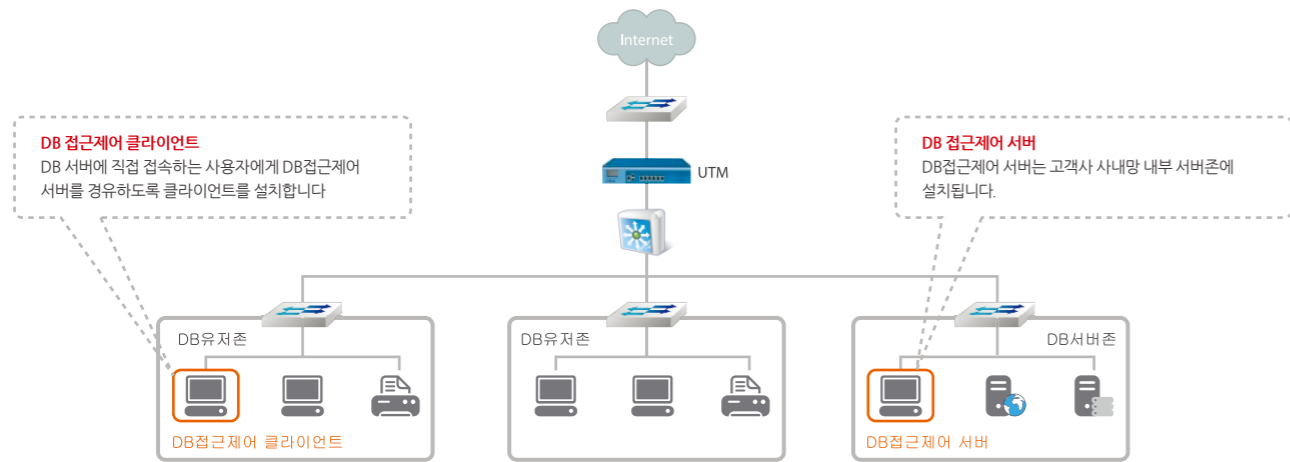 Internet
DB 접근제어 클라이언트
DB 서버에 직접 접속하는 사용자에게 DB접근제어
서버를 경유하도록 클라이언트를 설치합니다
UTM
DB 접근제어 서버
DB접근제어 서버는 고객사 사내망 내부 서버존에
설치됩니다.
DB유저존
DB유저존
DB서버존
DB접근제어 클라이언트
DB접근제어 서버